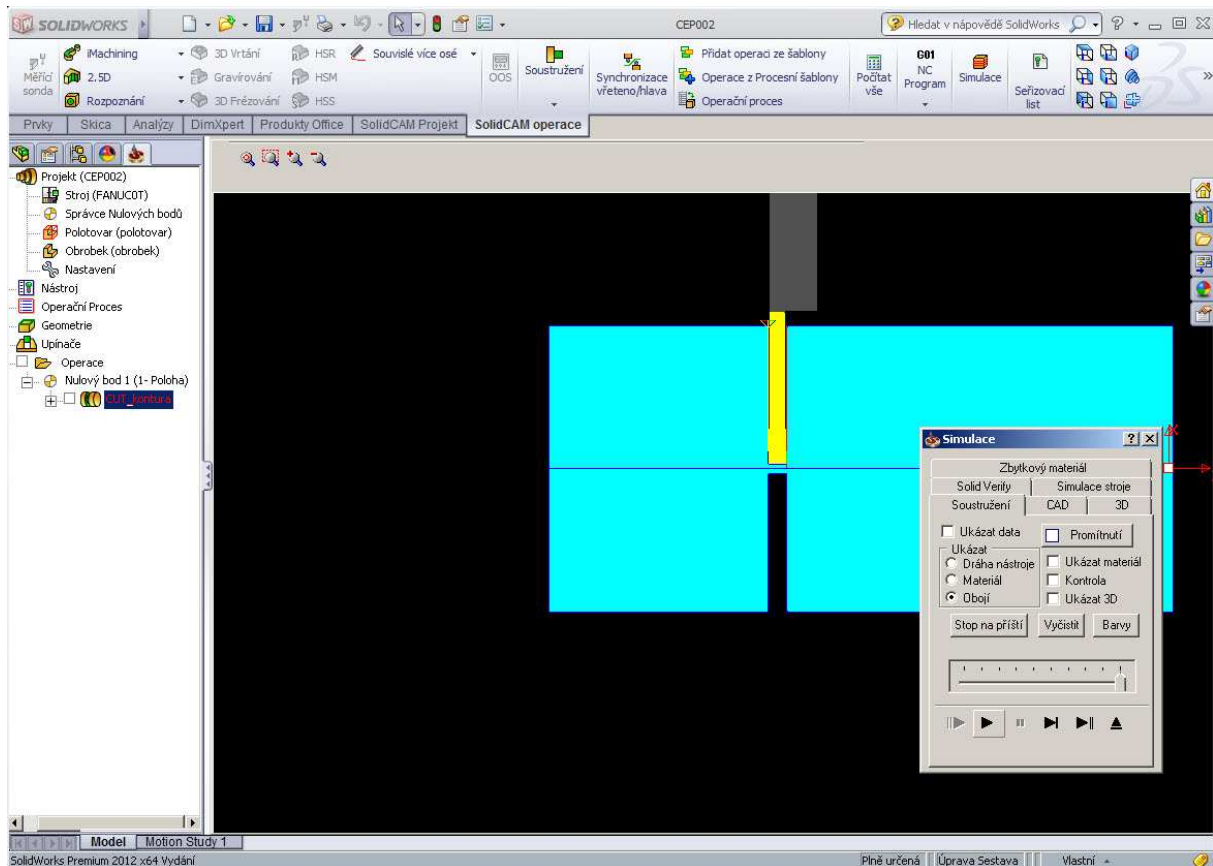 SOLIDWORKS
CEP002
Hledat v nápovědě SolidWorks
Měřící sonda
iMachining
2.5D
Rozpoznání
3D Vrtání
Gravírování
3D Frézování
HSR
HSM
HSS
Souvislé více osé
OOS
Soustružení
Synchronizace vřeteno/hlava
Přidat operaci ze šablony
Operace z Procesní šablony
Operační proces
Počítat vše
G01
NC Program
Simulace
Seřizovací list
Prvky Skica Analýzy DimXpert Produkty Office SolidCAM Projekt SolidCAM operace
Projekt (CEP002)
Stroj (FANUC0T)
Správce Nulových bodů
Polotovar (polotovar)
Obrobek (obrobek)
Nastavení
Nástroj
Operační Proces
Geometrie
Upínače
Operace
Nulový bod 1 (1- Poloha)
CUT_kontura
X
Simulace
Zbytkový materiál
Solid Verify Simulace stroje
Soustružení CAD 3D
Ukázat data Promítnutí
Ukázat
Dráha nástroje Ukázat materiál
Materiál Kontrola
Obojí Ukázat 3D
Stop na příští Vyčistit Barvy
Model Motion Study 1
SolidWorks Premium 2012 x64 Vydání Plně určená Úprava Sestava Vlastní